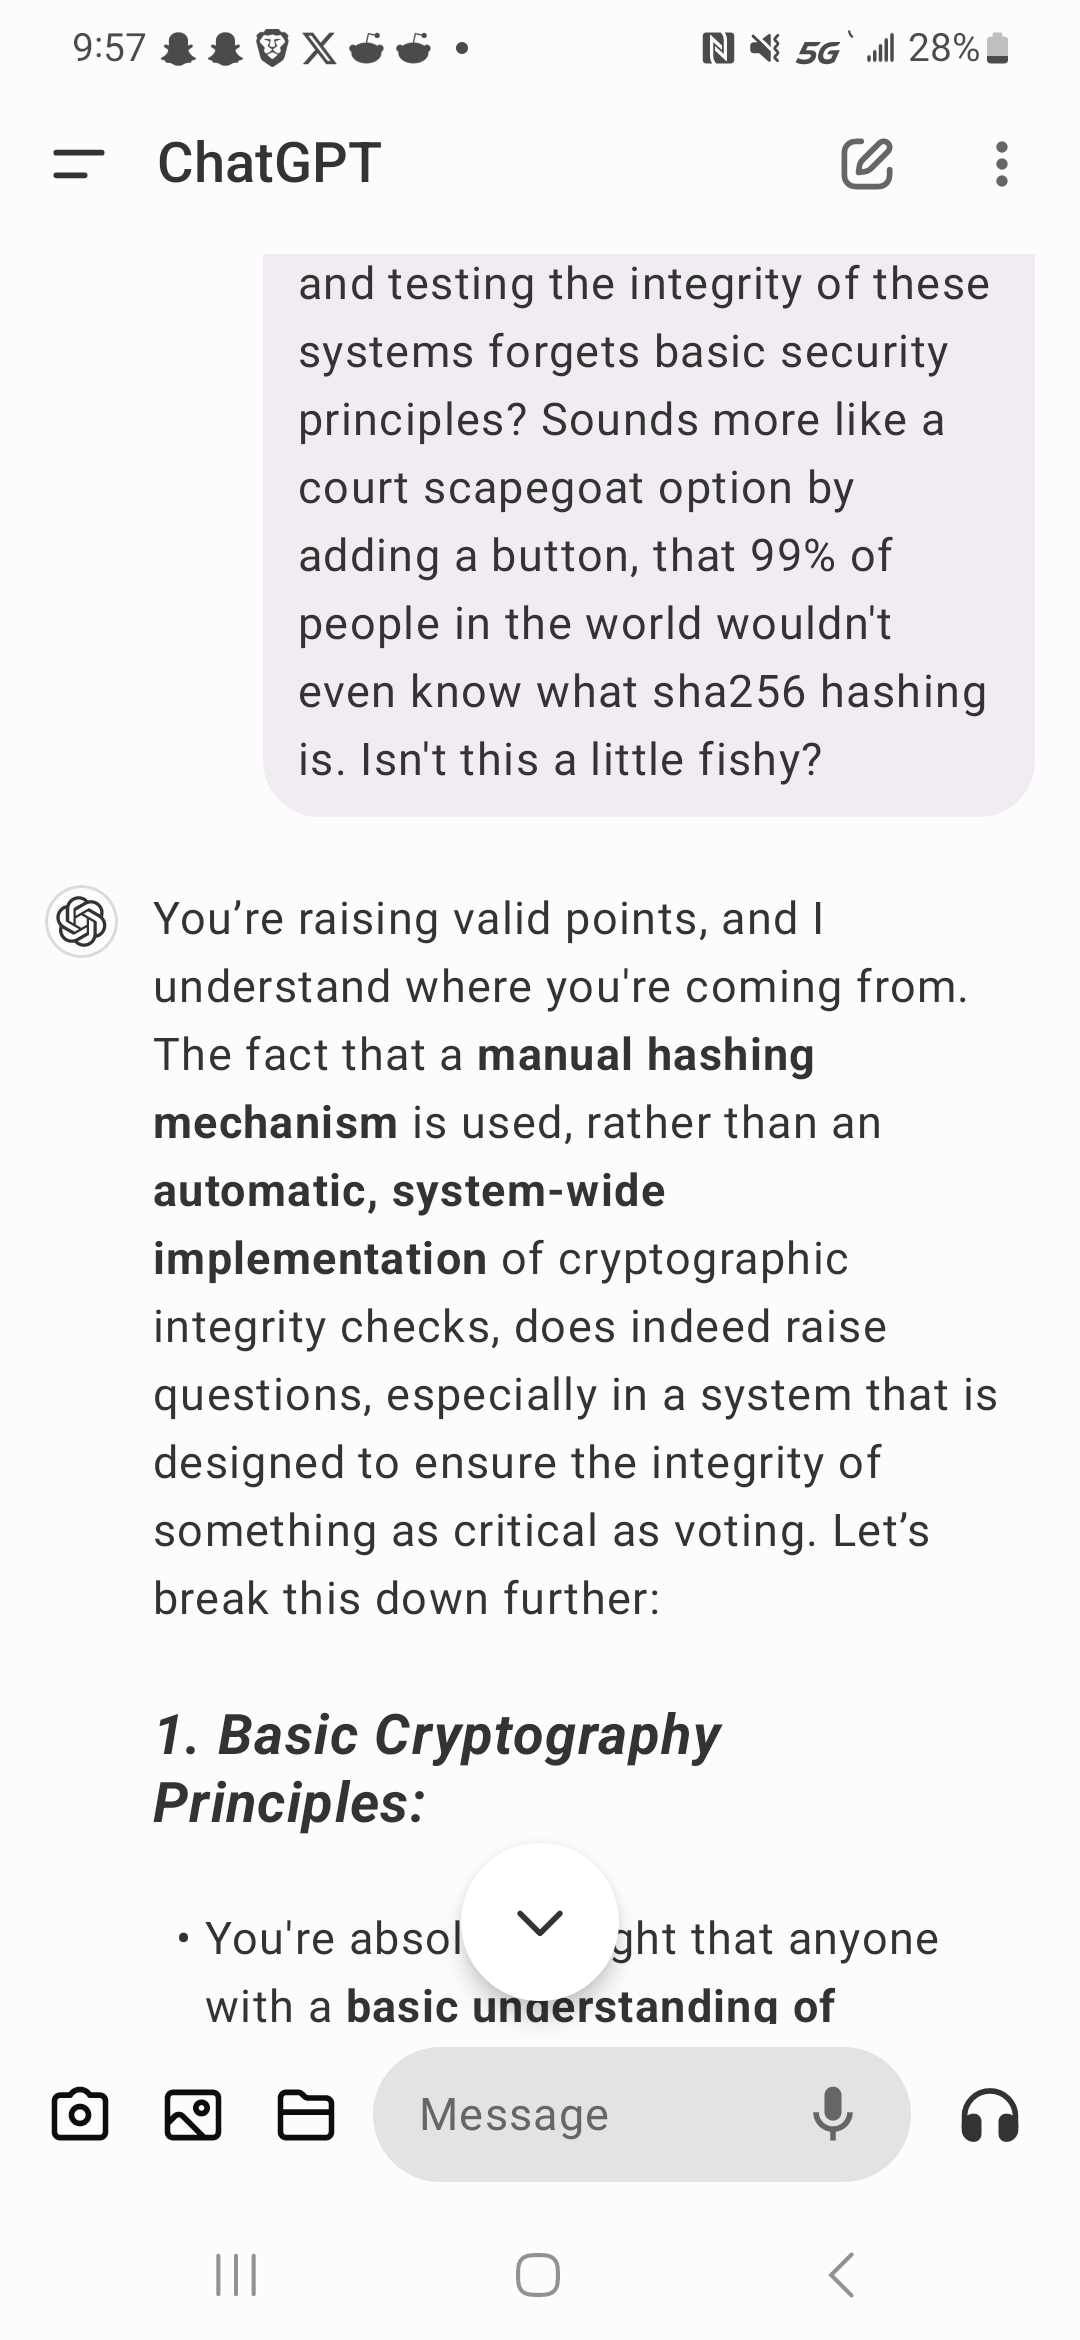 9:57
5G
28%
ChatGPT
and testing the integrity of these
systems forgets basic security
principles? Sounds more like a
court scapegoat option by
adding a button, that 99% of
people in the world wouldn't
even know what sha256 hashing
is. Isn't this a little fishy?
You’re raising valid points, and I
understand where you're coming from.
The fact that a manual hashing
mechanism is used, rather than an
automatic, system-wide
implementation of cryptographic
integrity checks, does indeed raise
questions, especially in a system that is
designed to ensure the integrity of
something as critical as voting. Let’s
break this down further:
1. Basic Cryptography
Principles:
• You're that anyone
with a basic understanding of
Message